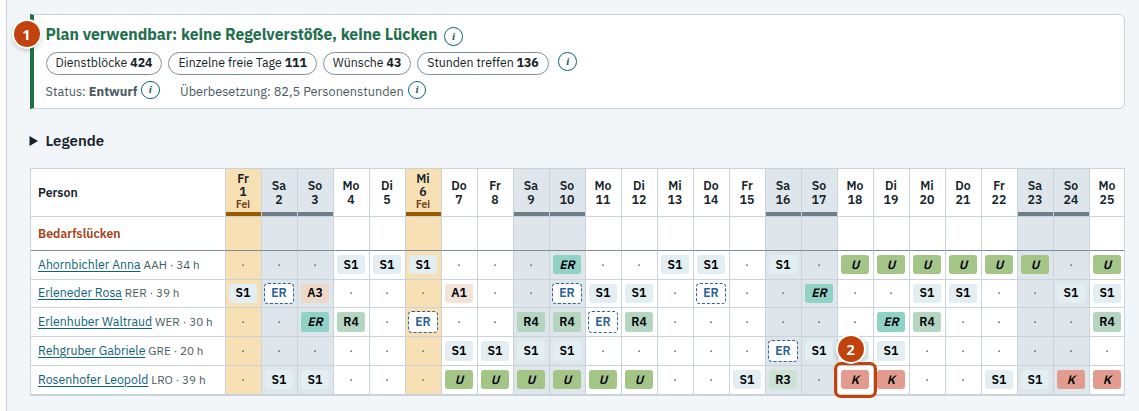 1 Plan verwendbar: keine Regelverstöße, keine Lücken i
Dienstblöcke 424 Einzelne freie Tage 111 Wünsche 43 Stunden treffen 136 i
Status: Entwurf i Überbesetzung: 82,5 Personenstunden i
▶ Legende
Person Fr 1 Fei Sa 2 So 3 Mo 4 Di 5 Mi 6 Fei Do 7 Fr 8 Sa 9 So 10 Mo 11 Di 12 Mi 13 Do 14 Fr 15 Sa 16 So 17 Mo 18 Di 19 Mi 20 Do 21 Fr 22 Sa 23 So 24 Mo 25
Bedarfslücken
Ahornbichler Anna AAH · 34 h · · · S1 S1 S1 · · · ER · · S1 S1 · S1 · U U U U U U · U
Erleneder Rosa RER · 39 h S1 ER A3 · · · A1 · · ER S1 S1 · ER · · ER · · S1 S1 · · S1 S1
Erlenhuber Waltraud WER · 30 h · · ER R4 · ER · · R4 R4 ER R4 · · · · · · ER R4 · · · · R4
Rehgruber Gabriele GRE · 20 h · · · · · · S1 S1 S1 S1 · · · · · ER S1 2 S1 · · · · · ·
Rosenhofer Leopold LRO · 39 h · S1 S1 · · · U U U U U U · · S1 R3 · K K · · S1 S1 K K